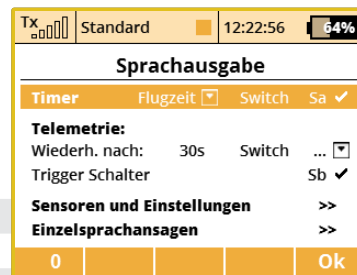 Tx Standard 12:22:56 64%
Sprachausgabe
Timer Flugzeit Switch Sa ✔
Telemetrie:
Wiederh. nach: 30s Switch ...
Trigger Schalter Sb ✔
Sensoren und Einstellungen >>
Einzelsprachansagen >>
0 Ok